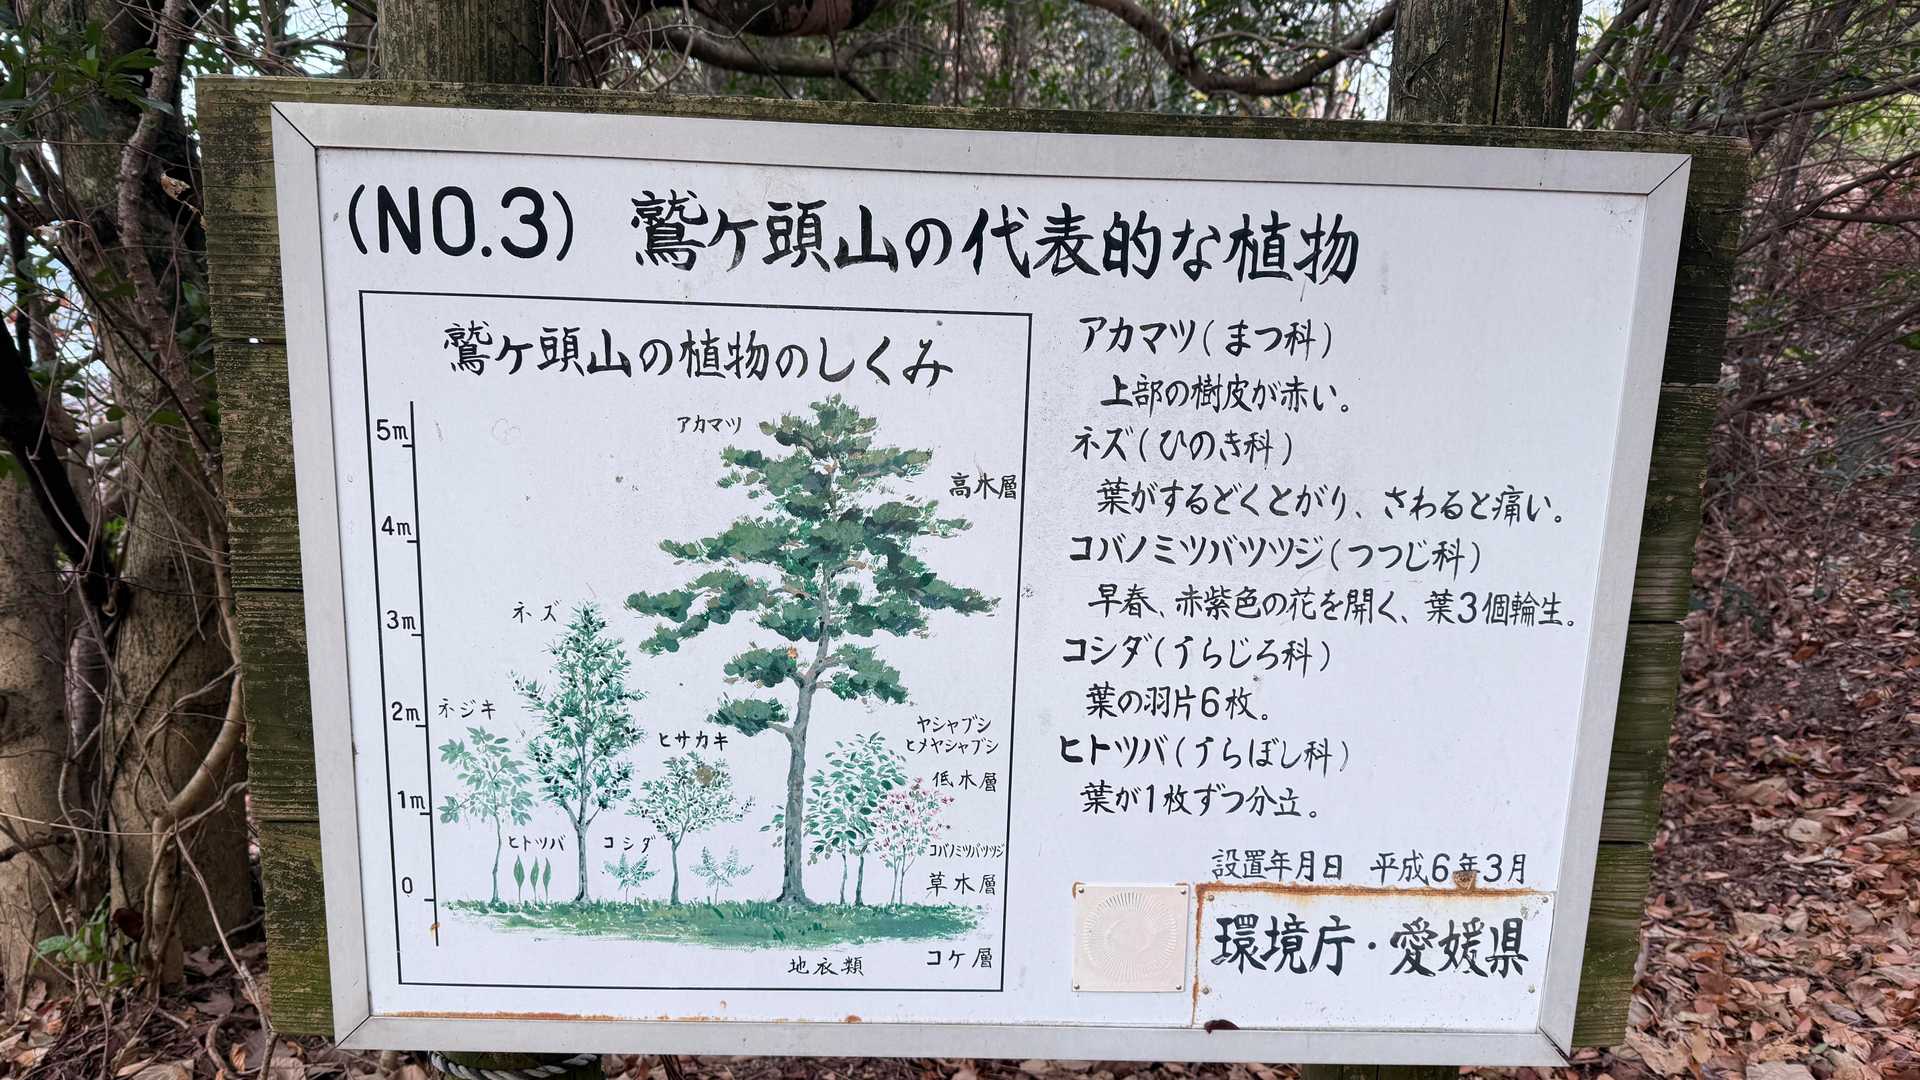 (NO.3) 鷲ヶ頭山の代表的な植物
鷲ヶ頭山の植物のしくみ
アカマツ
5m
高木層
4m
ネズ
3m
ネジキ
2m
ヒサカキ
ヤシャブシ
ヒメヤシャブシ
低木層
1m
ヒトツバ
コシダ
コバノミツバツツジ
草木層
0
コケ層
地衣類
アカマツ(まつ科)
上部の樹皮が赤い。
ネズ(ひのき科)
葉がするどくとがり、さわると痛い。
コバノミツバツツジ(つつじ科)
早春、赤紫色の花を開く、葉3個輪生。
コシダ(うらじろ科)
葉の羽片6枚。
ヒトツバ(うらぼし科)
葉が1枚ずつ分立。
設置年月日 平成6年3月
環境庁・愛媛県